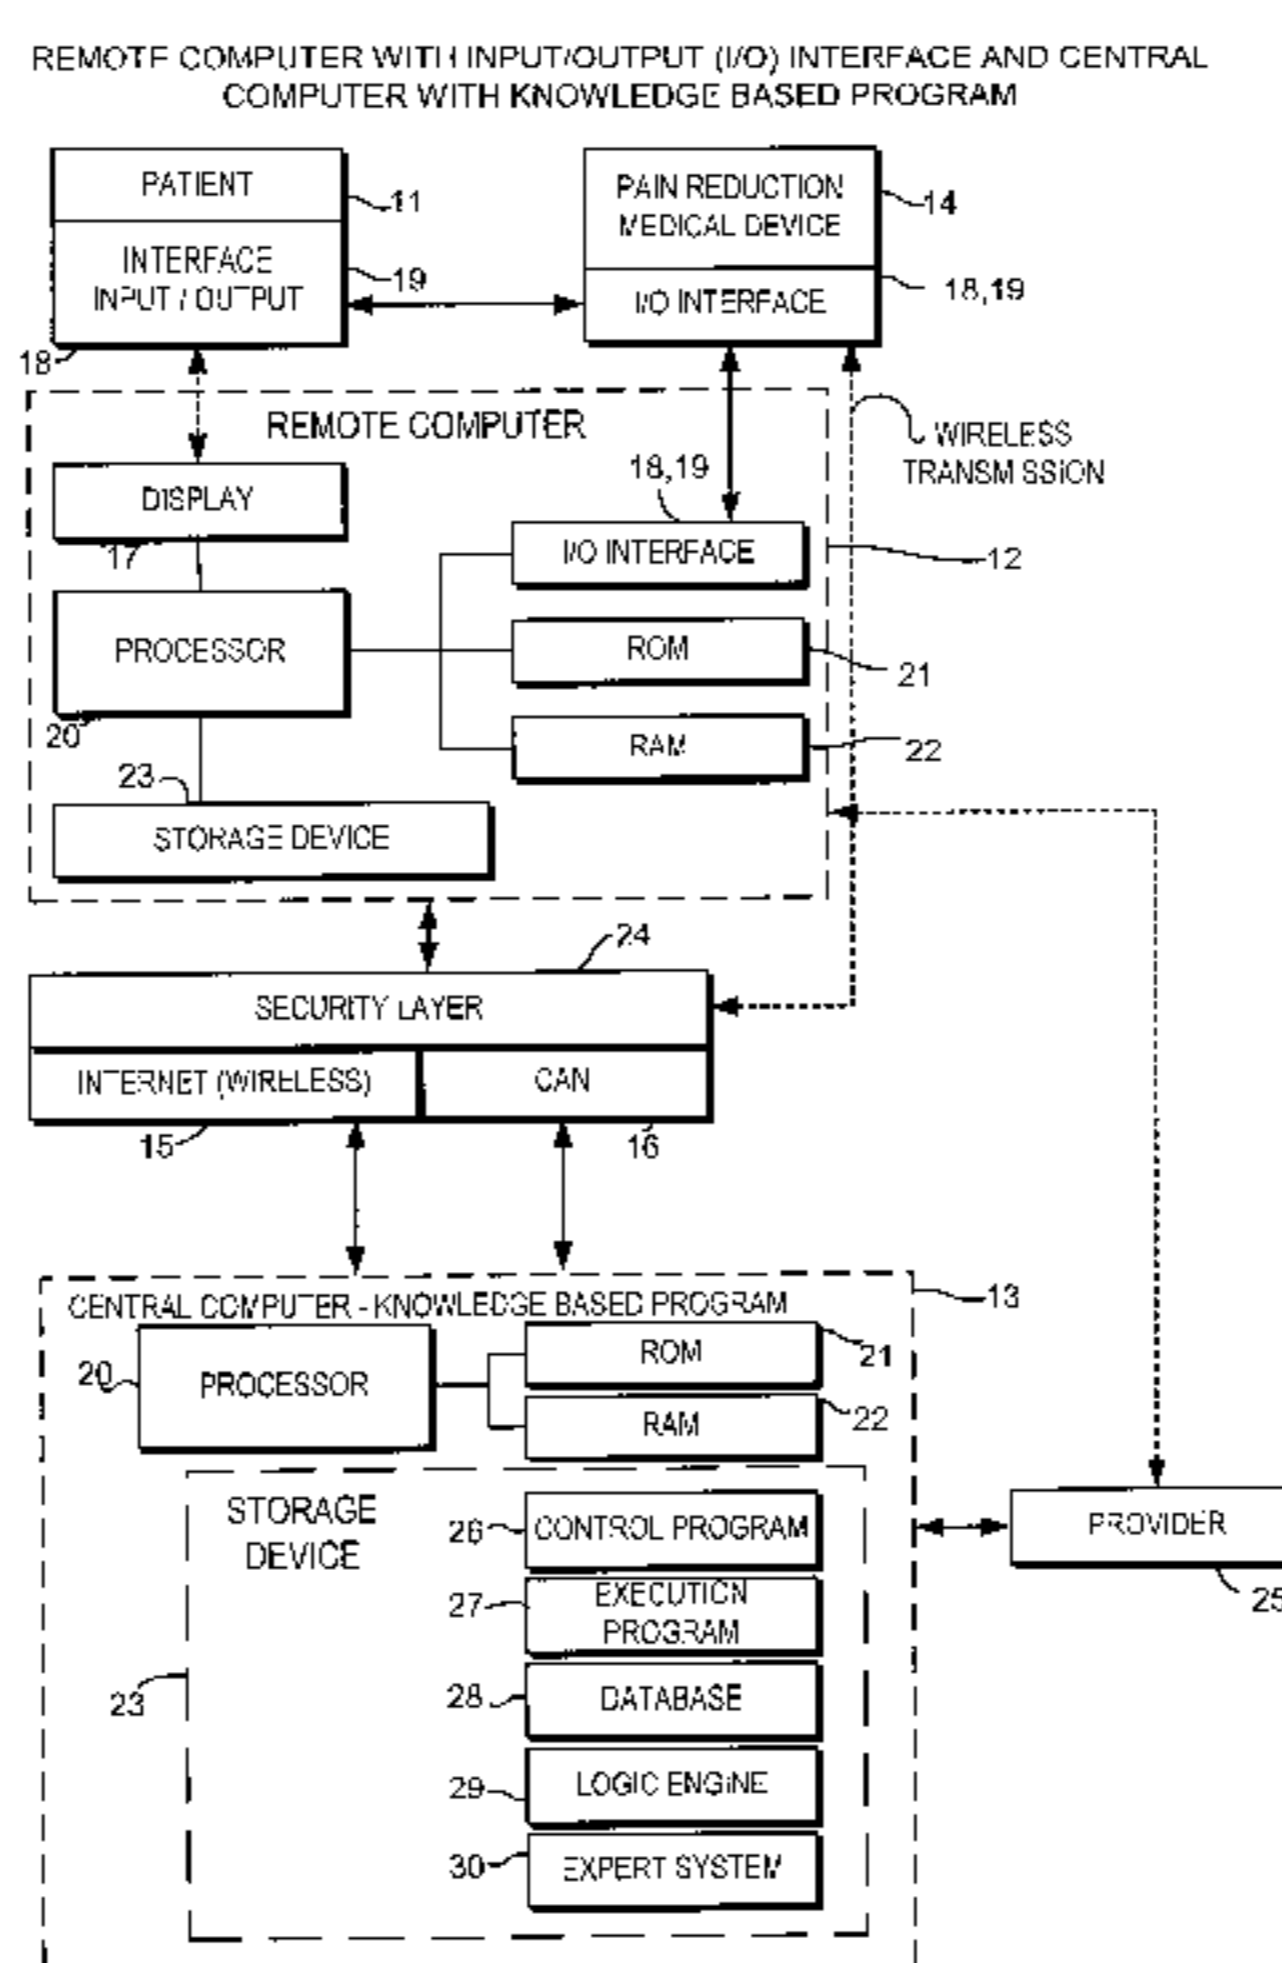 REMOTE COMPUTER WITH INPUT/OUTPUT (I/O) INTERFACE AND CENTRAL
COMPUTER WITH KNOWLEDGE BASED PROGRAM
PATIENT
11
INTERFACE
INPUT / OUTPUT
19
18
PAIN REDUCTION
MEDICAL DEVICE
14
I/O INTERFACE
18,19
REMOTE COMPUTER
WIRELESS
TRANSMISSION
DISPLAY
17
18,19
I/O INTERFACE
12
PROCESSOR
20
ROM
21
RAM
22
23
STORAGE DEVICE
24
SECURITY LAYER
INTERNET (WIRELESS)
CAN
15
16
CENTRAL COMPUTER - KNOWLEDGE BASED PROGRAM
13
20
PROCESSOR
ROM
21
RAM
22
STORAGE
DEVICE
23
26
CONTROL PROGRAM
27
EXECUTION
PROGRAM
28
DATABASE
29
LOGIC ENGINE
30
EXPERT SYSTEM
PROVIDER
25